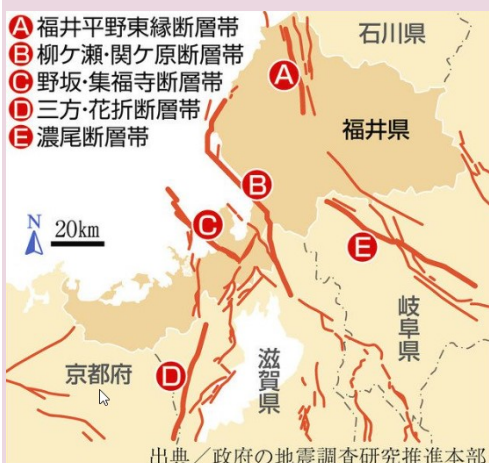 A 福井平野東縁断層帯
B 柳ケ瀬・関ケ原断層帯
C 野坂・集福寺断層帯
D 三方・花折断層帯
E 濃尾断層帯
石川県
A
福井県
B
N
20km
C
E
岐阜県
京都府
D
滋賀県
出典／政府の地震調査研究推進本部